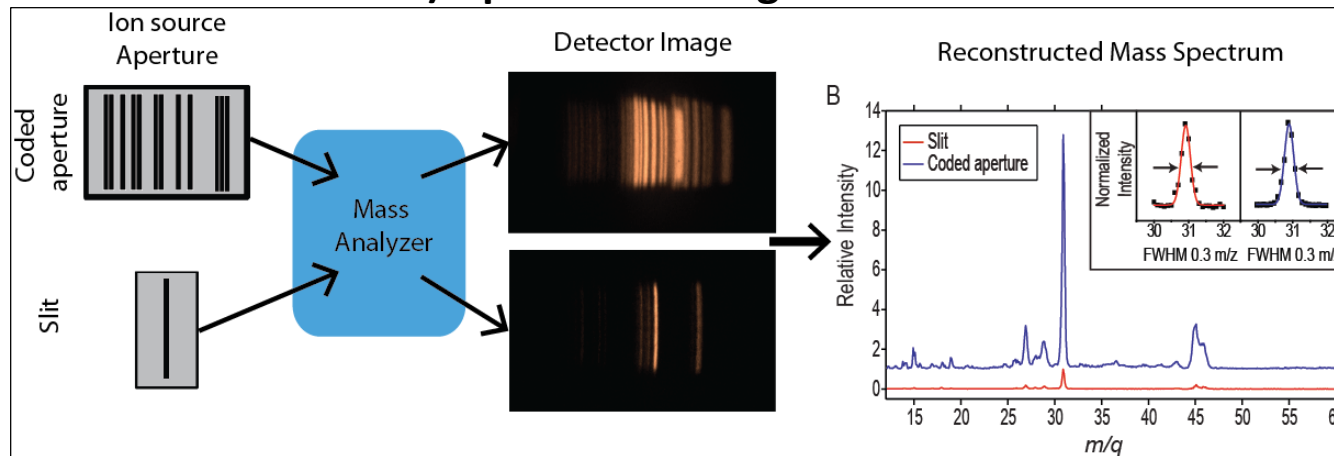 Ion source
Aperture
Coded
aperture
Slit
Mass
Analyzer
Detector Image
Reconstructed Mass Spectrum
B
Relative Intensity
14
12
10
8
6
4
2
0
Slit
Coded aperture
Normalized
Intensity
30 31 32 30 31 32
FWHM 0.3 m/z FWHM 0.3 m/
15 20 25 30 35 40 45 50 55
m/q